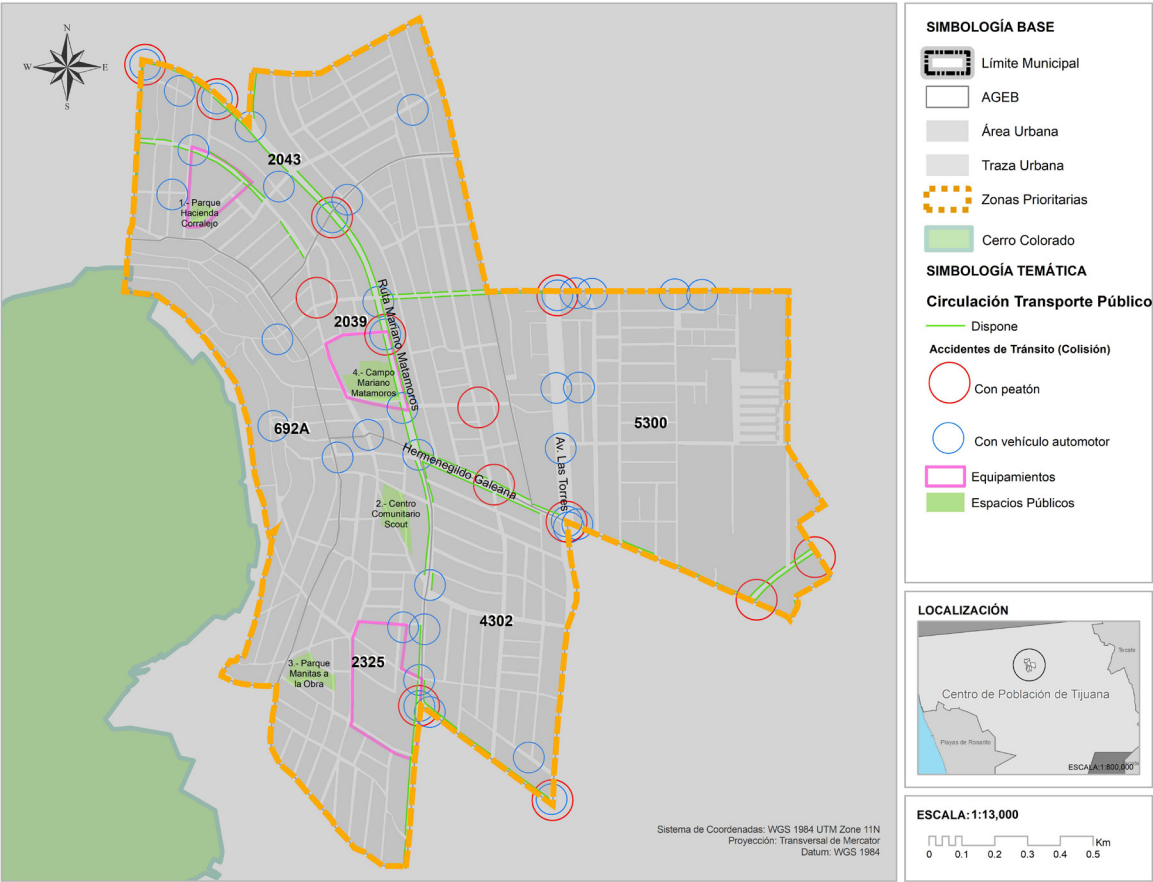 N
W
E
S
2043
1.- Parque
Hacienda
Corralejo
Ruta Mariano Matamoros
2039
4.- Campo
Mariano
Matamoros
692A
5300
Hermenegildo Galeana
Av. Las Torres
2.- Centro
Comunitario
Scout
4302
3.- Parque
Manitas a
la Obra
2325
Sistema de Coordenadas: WGS 1984 UTM Zone 11N
Proyección: Transversal de Mercator
Datum: WGS 1984
SIMBOLOGÍA BASE
Límite Municipal
AGEB
Área Urbana
Traza Urbana
Zonas Prioritarias
Cerro Colorado
SIMBOLOGÍA TEMÁTICA
Circulación Transporte Público
Dispone
Accidentes de Tránsito (Colisión)
Con peatón
Con vehículo automotor
Equipamientos
Espacios Públicos
LOCALIZACIÓN
Tecate
Centro de Población de Tijuana
Playas de Rosarito
ESCALA:1:800,000
ESCALA:1:13,000
Km
0 0.1 0.2 0.3 0.4 0.5